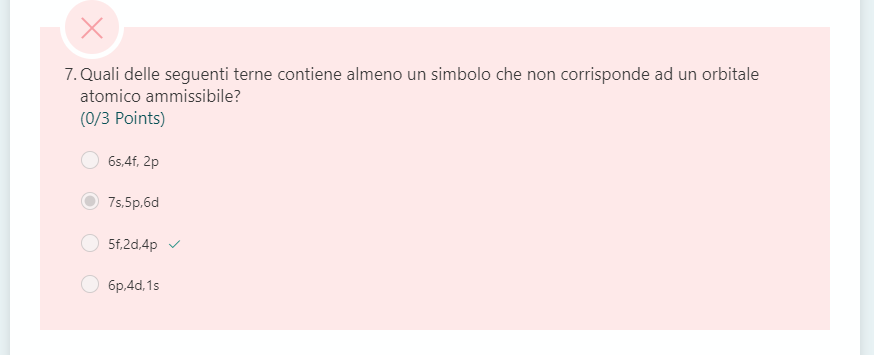 7. Quali delle seguenti terne contiene almeno un simbolo che non corrisponde ad un orbitale
atomico ammissibile?
(0/3 Points)
6s,4f, 2p
7s,5p,6d
5f,2d,4p
6p,4d,1s